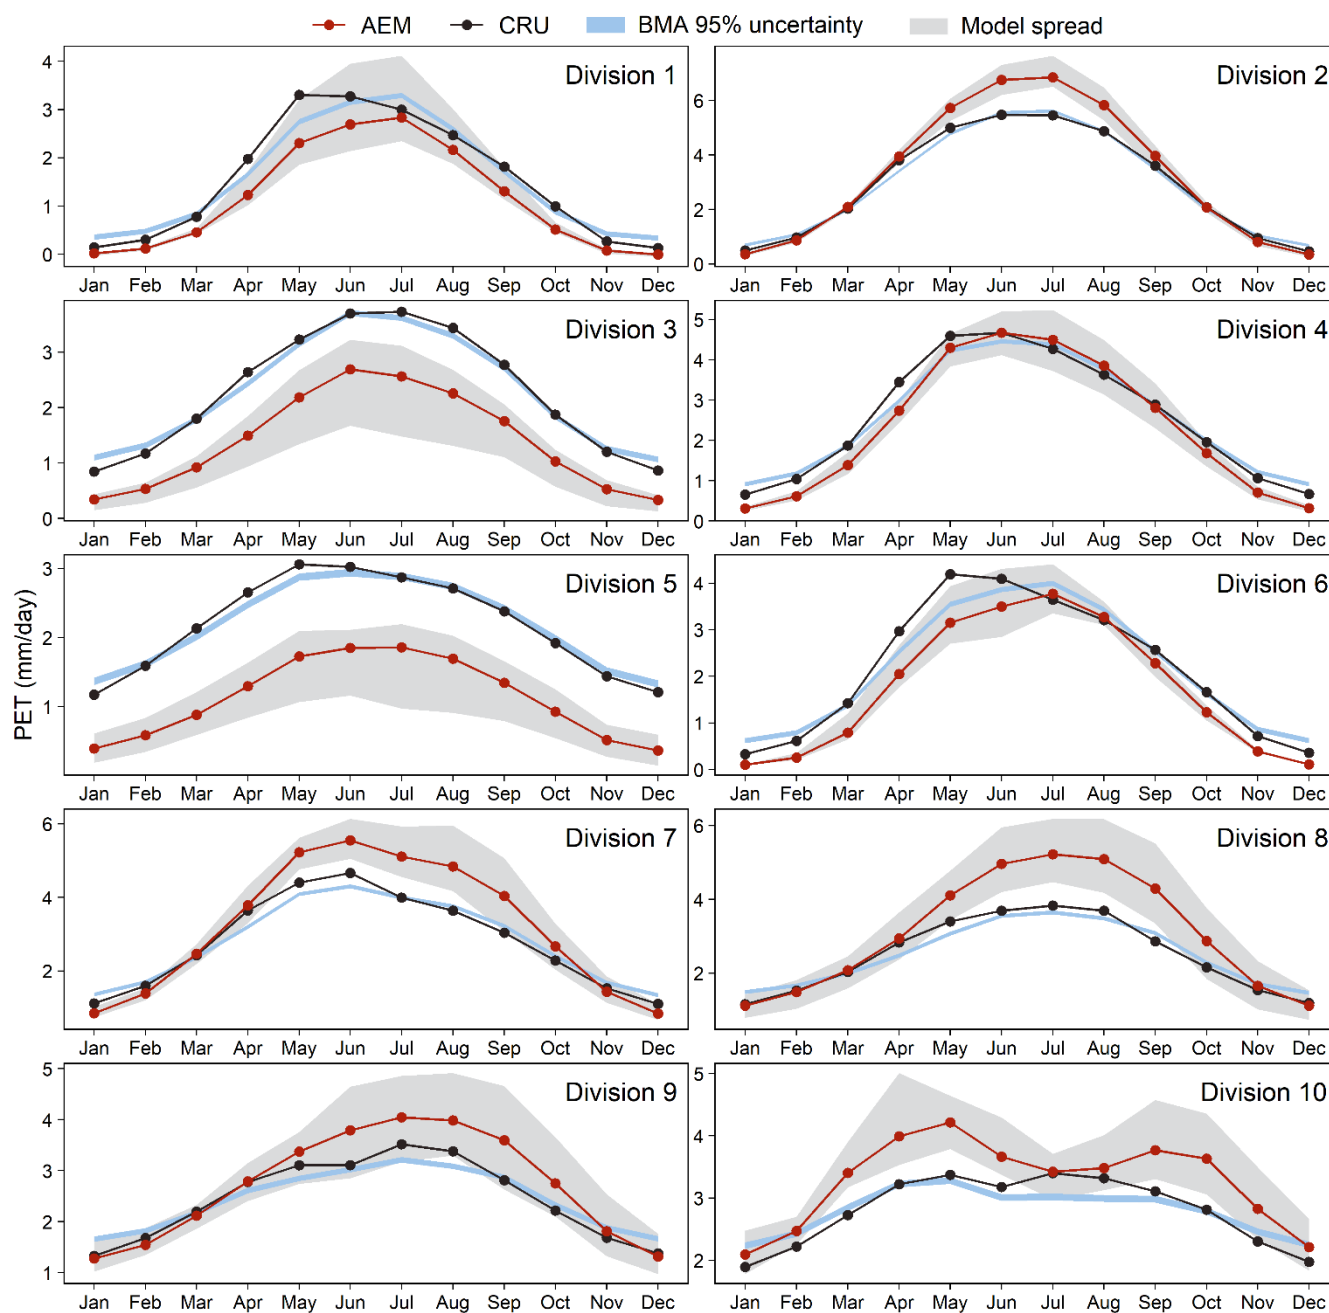 AEM CRU BMA 95% uncertainty Model spread
PET (mm/day)
Division 1
4
3
2
1
0
Jan Feb Mar Apr May Jun Jul Aug Sep Oct Nov Dec
Division 2
6
4
2
0
Jan Feb Mar Apr May Jun Jul Aug Sep Oct Nov Dec
Division 3
3
2
1
0
Jan Feb Mar Apr May Jun Jul Aug Sep Oct Nov Dec
Division 4
5
4
3
2
1
0
Jan Feb Mar Apr May Jun Jul Aug Sep Oct Nov Dec
Division 5
3
2
1
Jan Feb Mar Apr May Jun Jul Aug Sep Oct Nov Dec
Division 6
4
3
2
1
0
Jan Feb Mar Apr May Jun Jul Aug Sep Oct Nov Dec
Division 7
6
4
2
Jan Feb Mar Apr May Jun Jul Aug Sep Oct Nov Dec
Division 8
6
4
2
Jan Feb Mar Apr May Jun Jul Aug Sep Oct Nov Dec
Division 9
5
4
3
2
1
Jan Feb Mar Apr May Jun Jul Aug Sep Oct Nov Dec
Division 10
5
4
3
2
Jan Feb Mar Apr May Jun Jul Aug Sep Oct Nov Dec